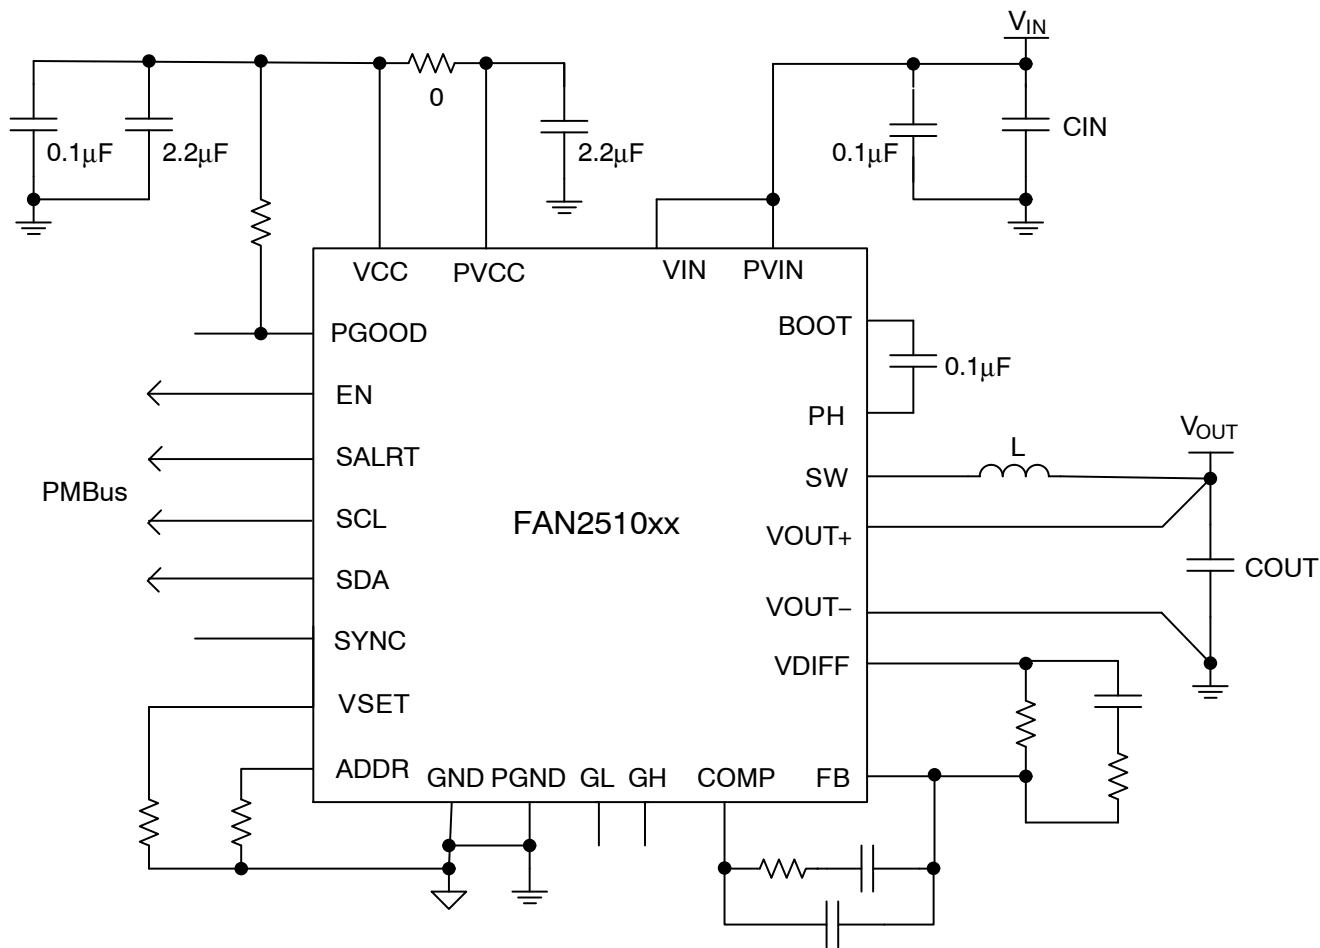 VIN
0
0.1μF
2.2μF
2.2μF
0.1μF
CIN
VCC
PVCC
VIN
PVIN
PGOOD
BOOT
EN
0.1μF
PH
SALRT
VOUT
L
SW
PMBus
SCL
FAN2510xx
VOUT+
COUT
SDA
VOUT−
SYNC
VDIFF
VSET
ADDR
GND
PGND
GL
GH
COMP
FB